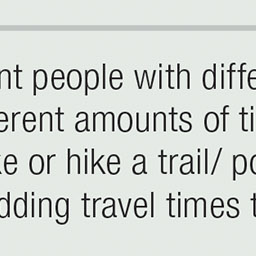 nt people with diffe
erent amounts of ti
ke or hike a trail/ po
dding travel times t